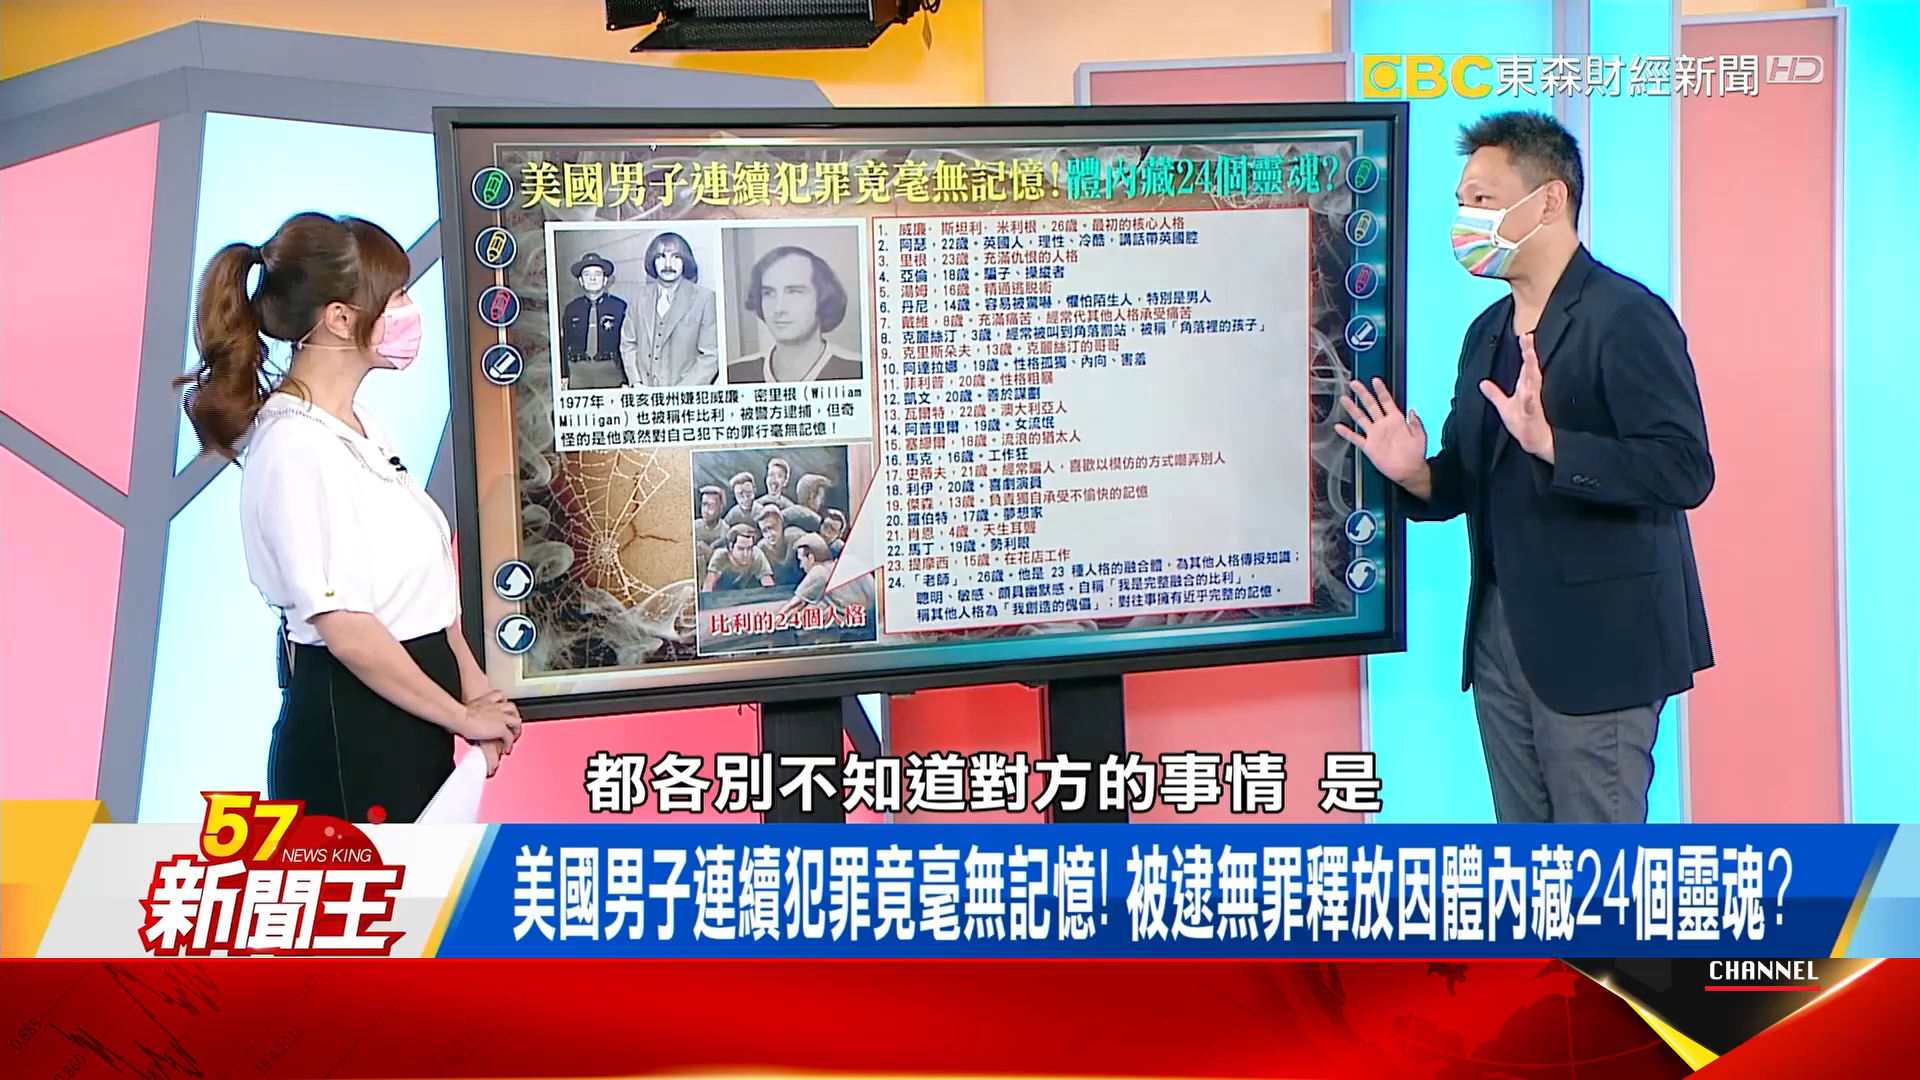 EBC東森財經新聞HD
美國男子連續犯罪竟毫無記憶!體內藏24個靈魂?
1977年，俄亥俄州嫌犯威廉·密里根（William
Milligan）也被稱作比利，被警方逮捕，但奇
怪的是他竟然對自己犯下的罪行毫無記憶！
比利的24個人格
1. 威廉·斯坦利·米利根，26歲。最初的核心人格
2. 阿瑟，22歲。英國人，理性、冷酷，講話帶英國腔
3. 里根，23歲。充滿仇恨的人格
4. 亞倫，18歲。騙子、操縱者
5. 湯姆，16歲。精通逃脫術
6. 丹尼，14歲。容易被驚嚇，懼怕陌生人，特別是男人
7. 戴維，8歲。充滿痛苦，經常代其他人格承受痛苦
8. 克麗絲汀，3歲，經常被叫到角落罰站，被稱「角落裡的孩子」
9. 克里斯朵夫，13歲。克麗絲汀的哥哥
10. 阿達拉娜，19歲。性格孤獨、內向、害羞
11. 菲利普，20歲。性格粗暴
12. 凱文，20歲。善於謀劃
13. 瓦爾特，22歲。澳大利亞人
14. 阿普里爾，19歲。女流氓
15. 塞繆爾，18歲。流浪的猶太人
16. 馬克，16歲。工作狂
17. 史蒂夫，21歲。經常騙人，喜歡以模仿的方式嘲弄別人
18. 利伊，20歲。喜劇演員
19. 傑森，13歲。負責獨自承受不愉快的記憶
20. 羅伯特，17歲。夢想家
21. 肖恩，4歲。天生耳聾
22. 馬丁，19歲。勢利眼
23. 提摩西，15歲。在花店工作
24. 「老師」，26歲。他是 23 種人格的融合體，為其他人格傳授知識；
聰明、敏感、頗具幽默感。自稱「我是完整融合的比利」，
稱其他人格為「我創造的傀儡」；對往事擁有近乎完整的記憶。
都各別不知道對方的事情 是
57
NEWS KING
新聞王
美國男子連續犯罪竟毫無記憶! 被逮無罪釋放因體內藏24個靈魂?
CHANNEL
0.885
0.860
18.4.2011